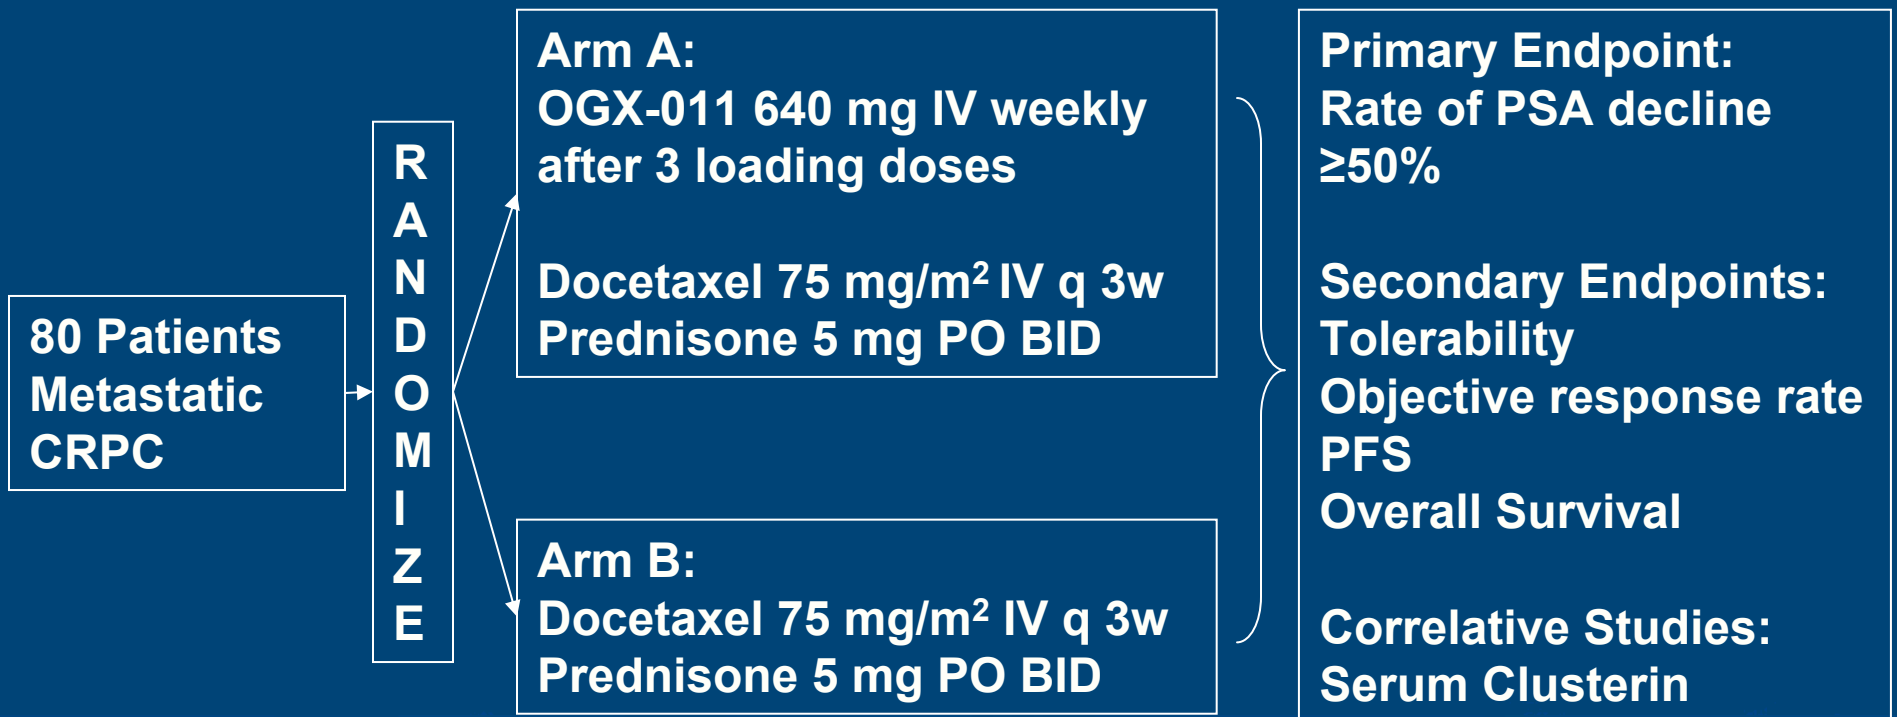 80 Patients
Metastatic
CRPC
R
A
N
D
O
M
I
Z
E
Arm A:
OGX-011 640 mg IV weekly
after 3 loading doses
Docetaxel 75 mg/m² IV q 3w
Prednisone 5 mg PO BID
Arm B:
Docetaxel 75 mg/m² IV q 3w
Prednisone 5 mg PO BID
Primary Endpoint:
Rate of PSA decline
≥50%
Secondary Endpoints:
Tolerability
Objective response rate
PFS
Overall Survival
Correlative Studies:
Serum Clusterin